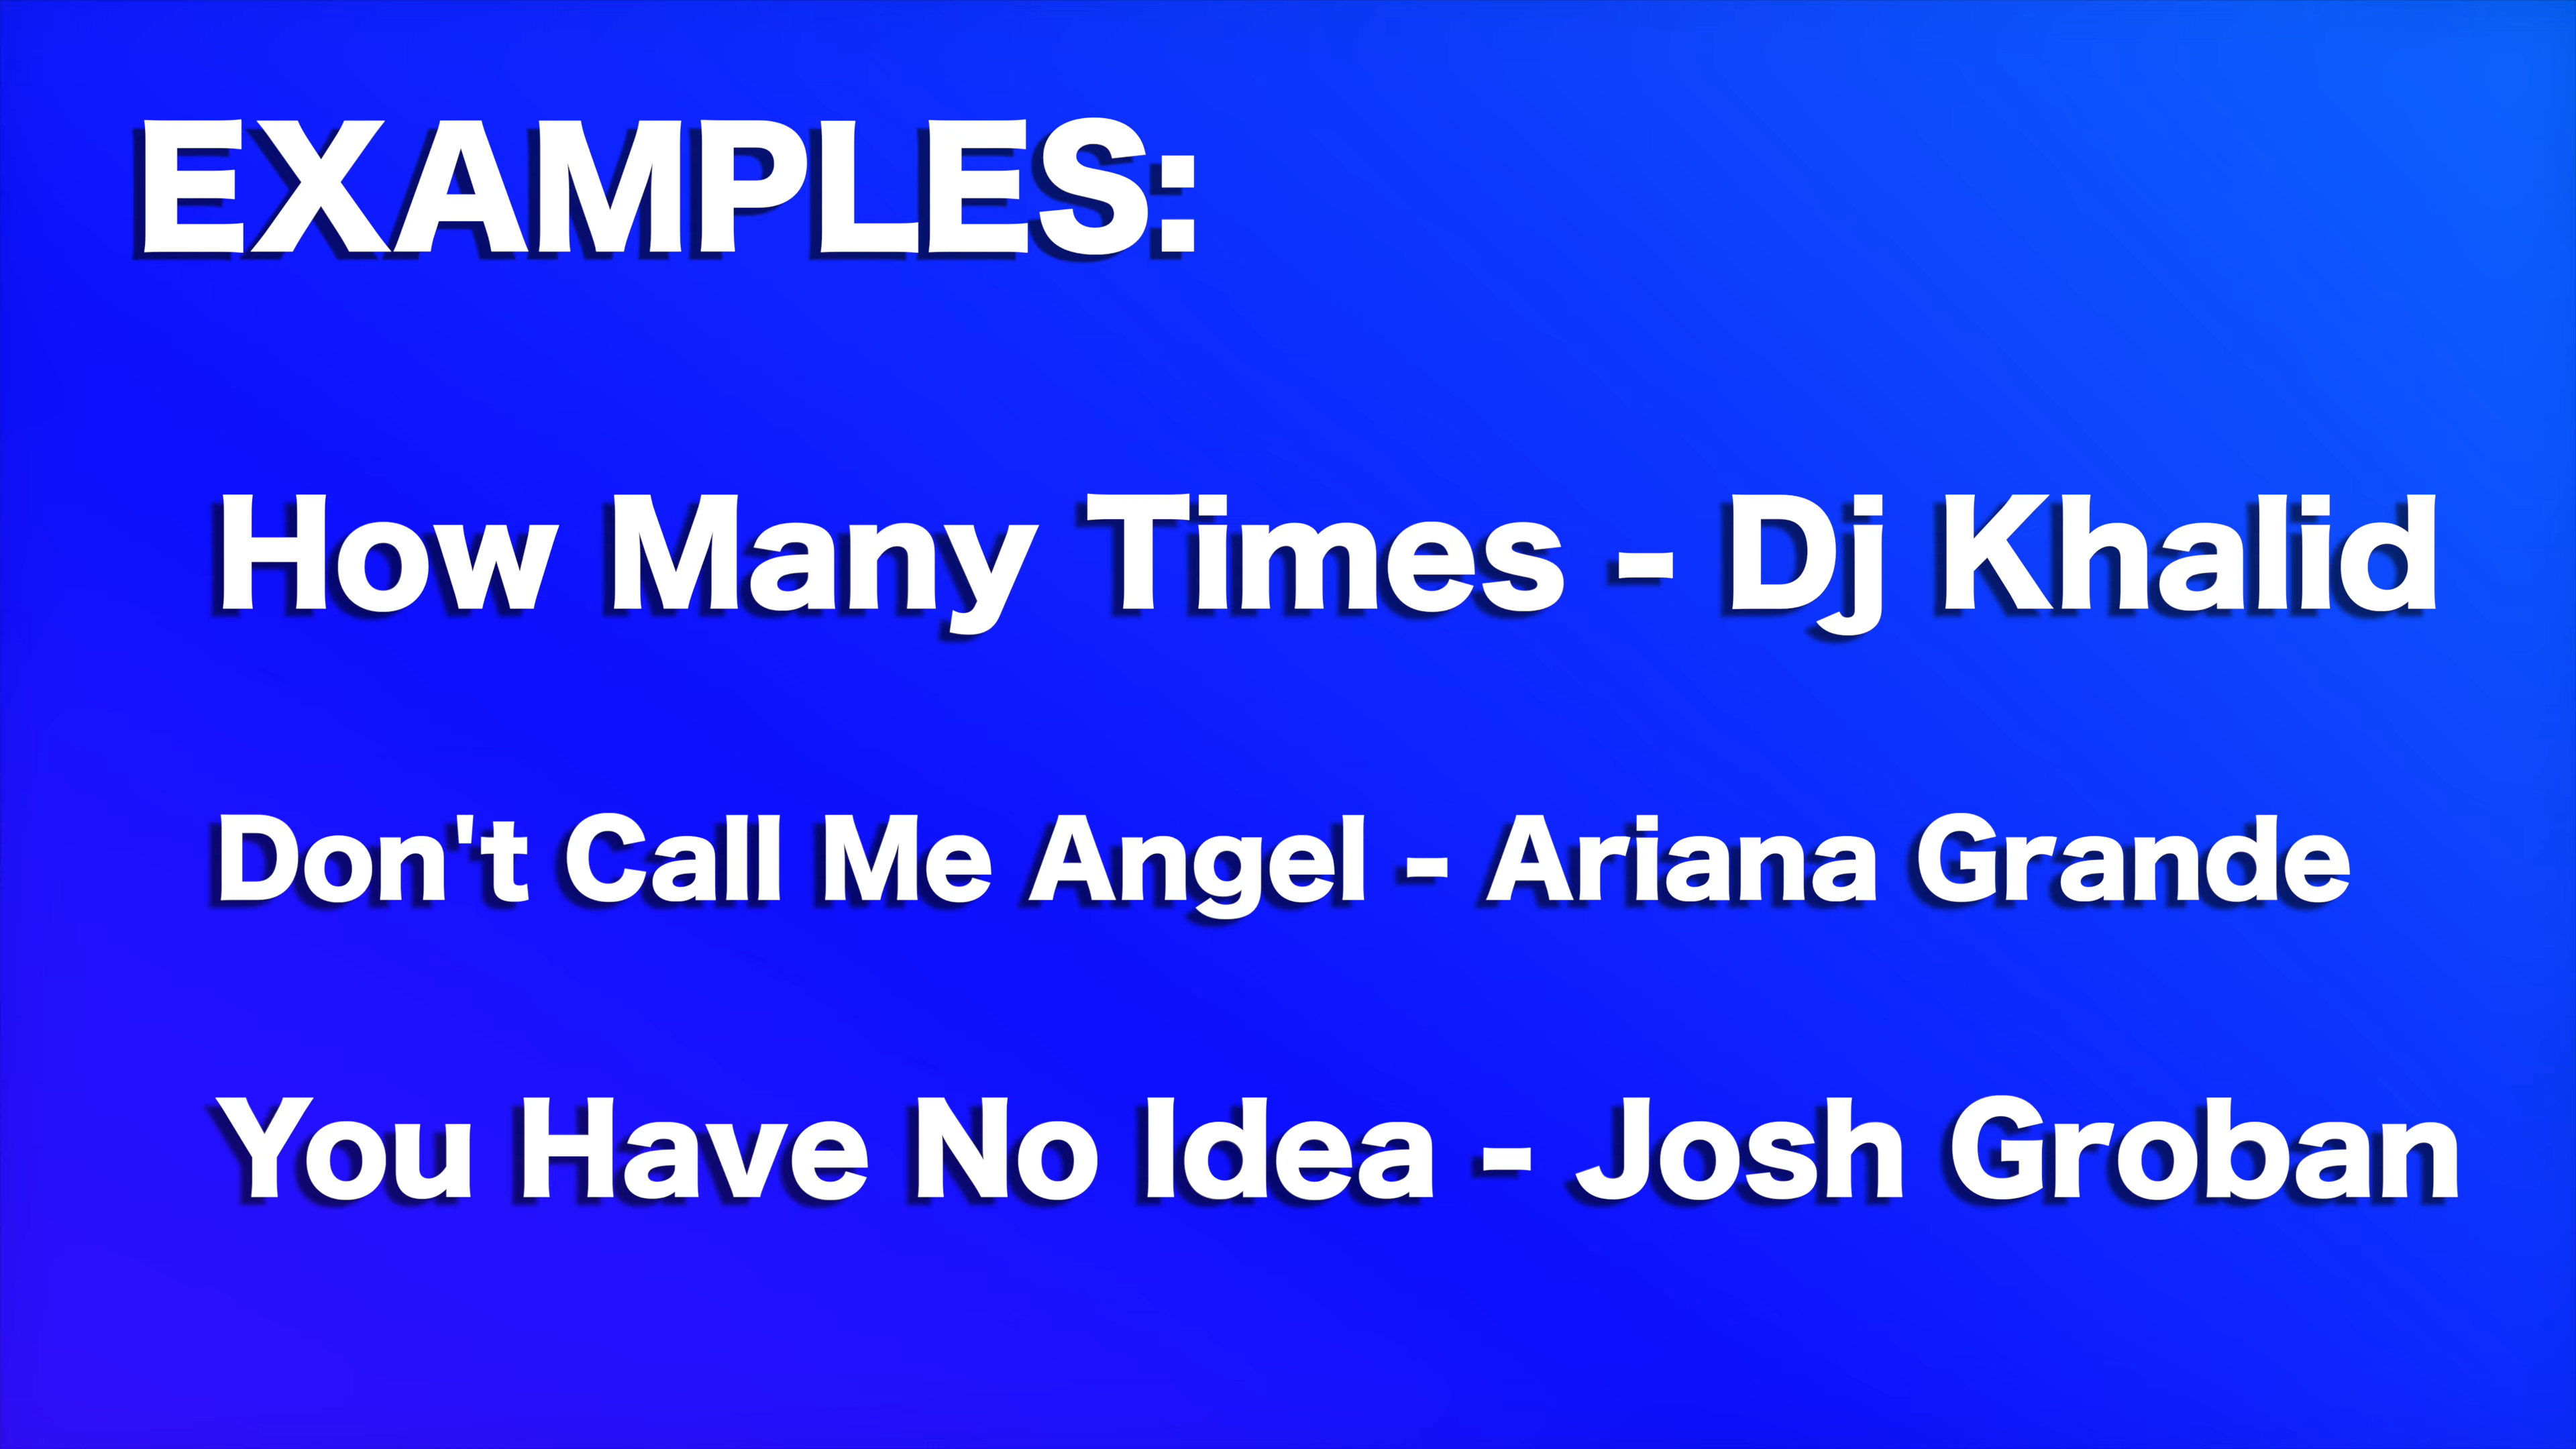 EXAMPLES:
How Many Times - Dj Khalid
Don't Call Me Angel - Ariana Grande
You Have No Idea - Josh Groban